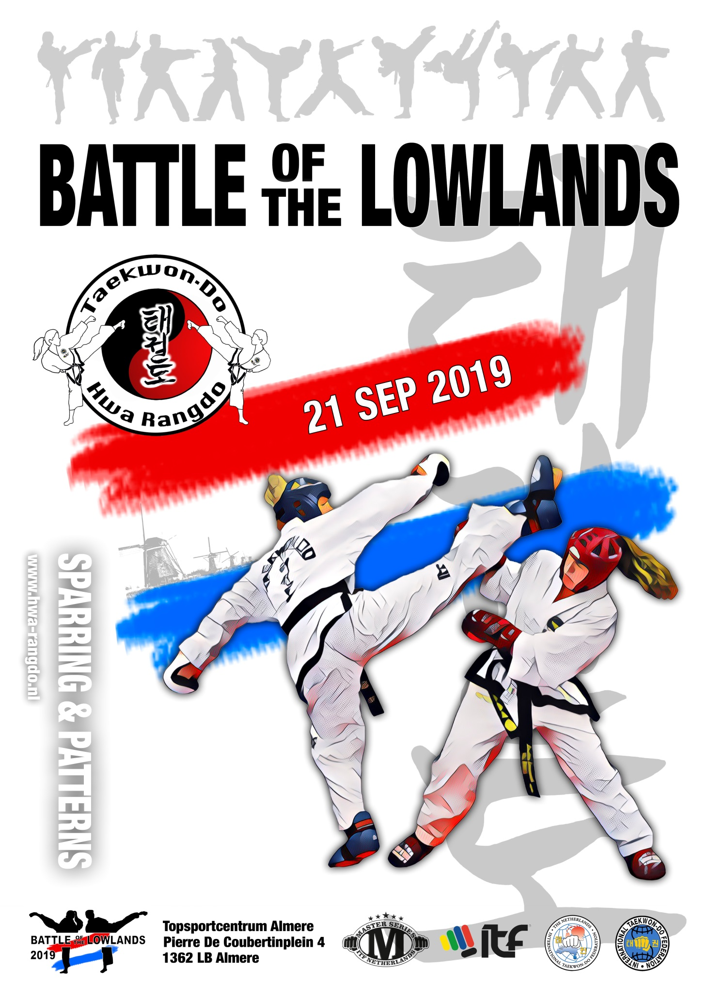 BATTLE OF THE LOWLANDS
Taekwon-Do
태권도
Hwa Rangdo
21 SEP 2019
SPARRING & PATTERNS
www.hwa-rangdo.nl
BATTLE OF THE LOWLANDS
2019
Topsportcentrum Almere
Pierre De Coubertinplein 4
1362 LB Almere
MASTER SERIES
M
ITF NETHERLANDS
itf
THE NETHERLANDS
INTERNATIONAL TAEKWON-DO FEDERATION
태 권
INTERNATIONAL TAEKWON-DO FEDERATION
태 권